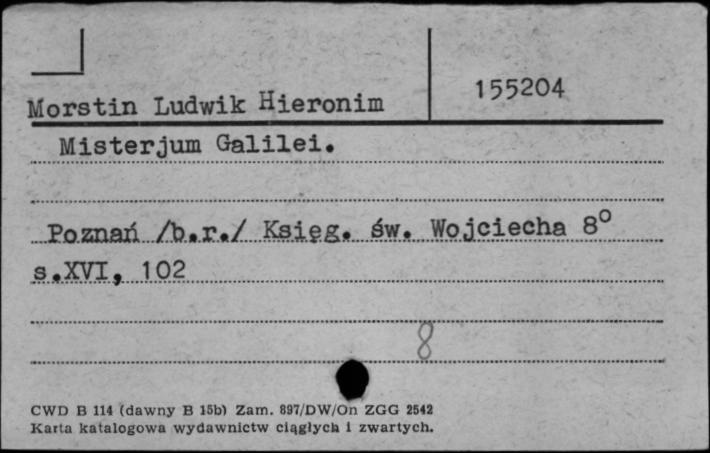 155204
Morstin Ludwik Hieronim
Misterjum Galilei.
Poznań /b.r./ Księg. św. Wojciecha 8°
s.XVI, 102
8
CWD B 114 (dawny B 15b) Zam. 897/DW/On ZGG 2542
Karta katalogowa wydawnictw ciągłych i zwartych.